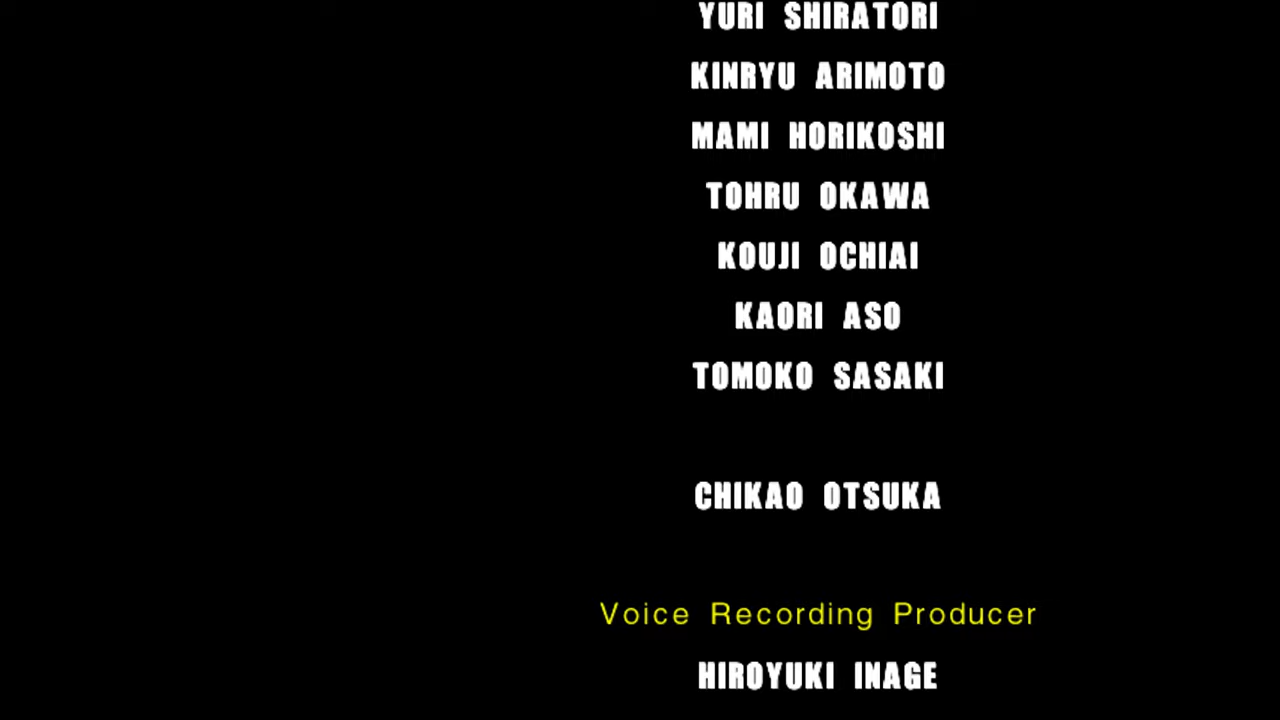 YURI SHIRATORI
KINRYU ARIMOTO
MAMI HORIKOSHI
TOHRU OKAWA
KOUJI OCHIAI
KAORI ASO
TOMOKO SASAKI
CHIKAO OTSUKA
Voice Recording Producer
HIROYUKI INAGE